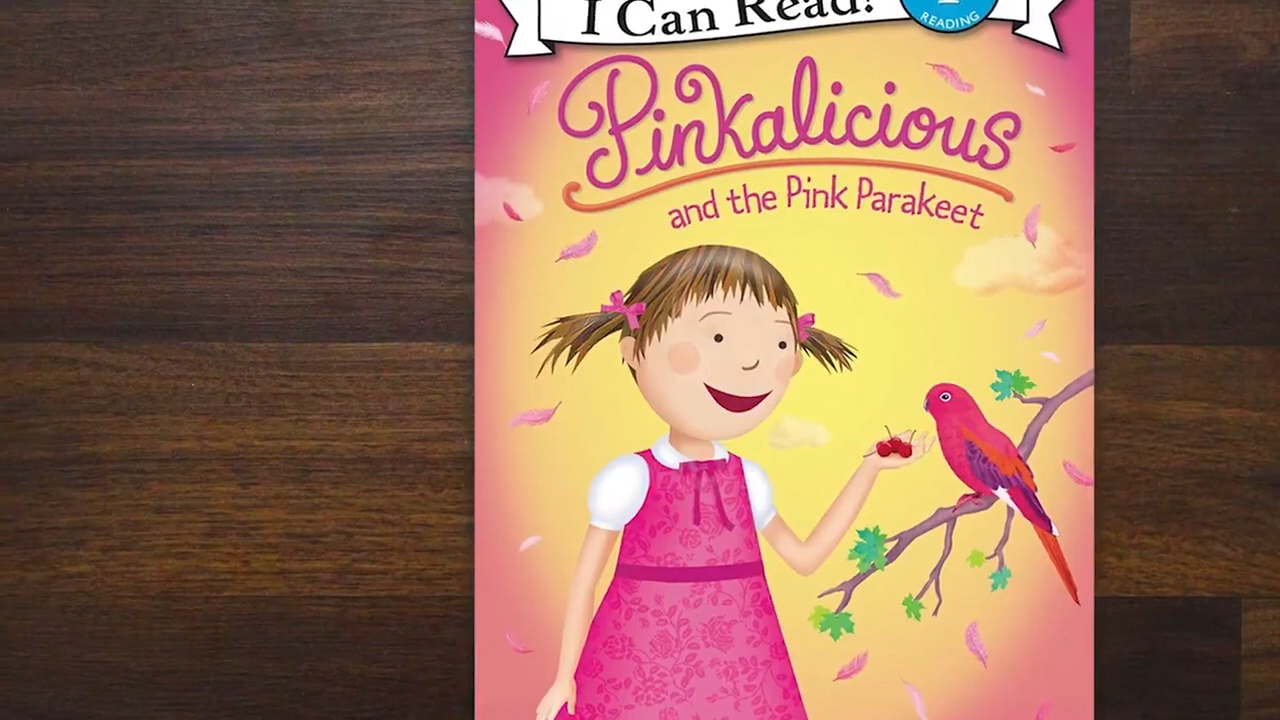 I Can Read!
READING
Pinkalicious
and the Pink Parakeet